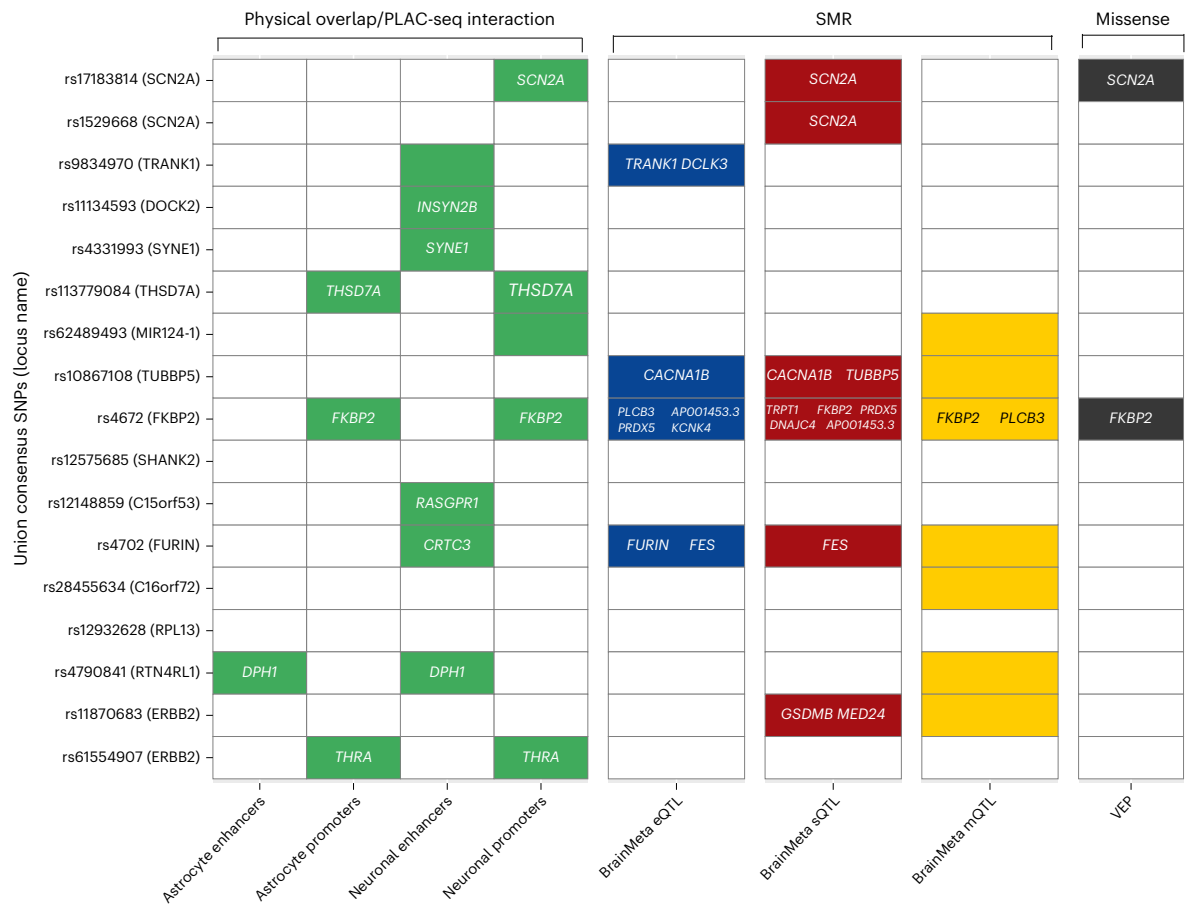 Physical overlap/PLAC-seq interaction SMR Missense
Union consensus SNPs (locus name)
rs17183814 (SCN2A) SCN2A SCN2A SCN2A
rs1529668 (SCN2A) SCN2A
rs9834970 (TRANK1) TRANK1 DCLK3
rs11134593 (DOCK2) INSYN2B
rs4331993 (SYNE1) SYNE1
rs113779084 (THSD7A) THSD7A THSD7A
rs62489493 (MIR124-1)
rs10867108 (TUBBP5) CACNA1B CACNA1B TUBBP5
rs4672 (FKBP2) FKBP2 FKBP2 PLCB3 AP001453.3 TRPT1 FKBP2 PRDX5 FKBP2 PLCB3 FKBP2
PRDX5 KCNK4 DNAJC4 AP001453.3
rs12575685 (SHANK2)
rs12148859 (C15orf53) RASGPR1
rs4702 (FURIN) CRTC3 FURIN FES FES
rs28455634 (C16orf72)
rs12932628 (RPL13)
rs4790841 (RTN4RL1) DPH1 DPH1
rs11870683 (ERBB2) GSDMB MED24
rs61554907 (ERBB2) THRA THRA
Astrocyte enhancers
Astrocyte promoters
Neuronal enhancers
Neuronal promoters
BrainMeta eQTL
BrainMeta sQTL
BrainMeta mQTL
VEP